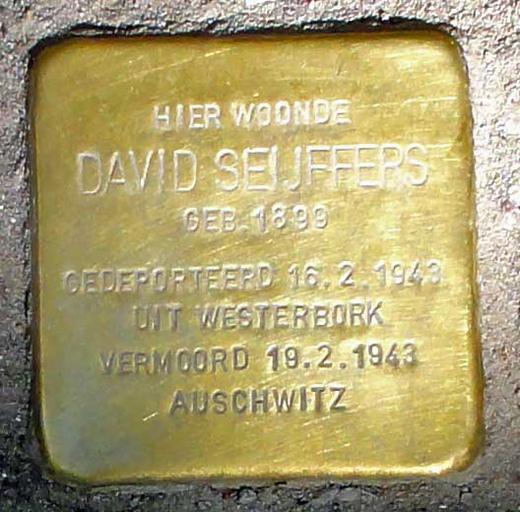 HIER WOONDE
DAVID SEIJFFERS
GEB. 1899
GEDEPORTEERD 16.2.1943
UIT WESTERBORK
VERMOORD 19.2.1943
AUSCHWITZ